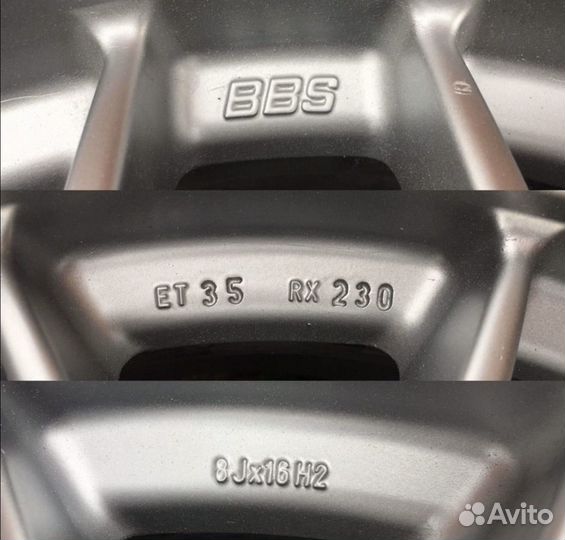 BBS
ET 35 RX 230
8Jx16H2
Avito